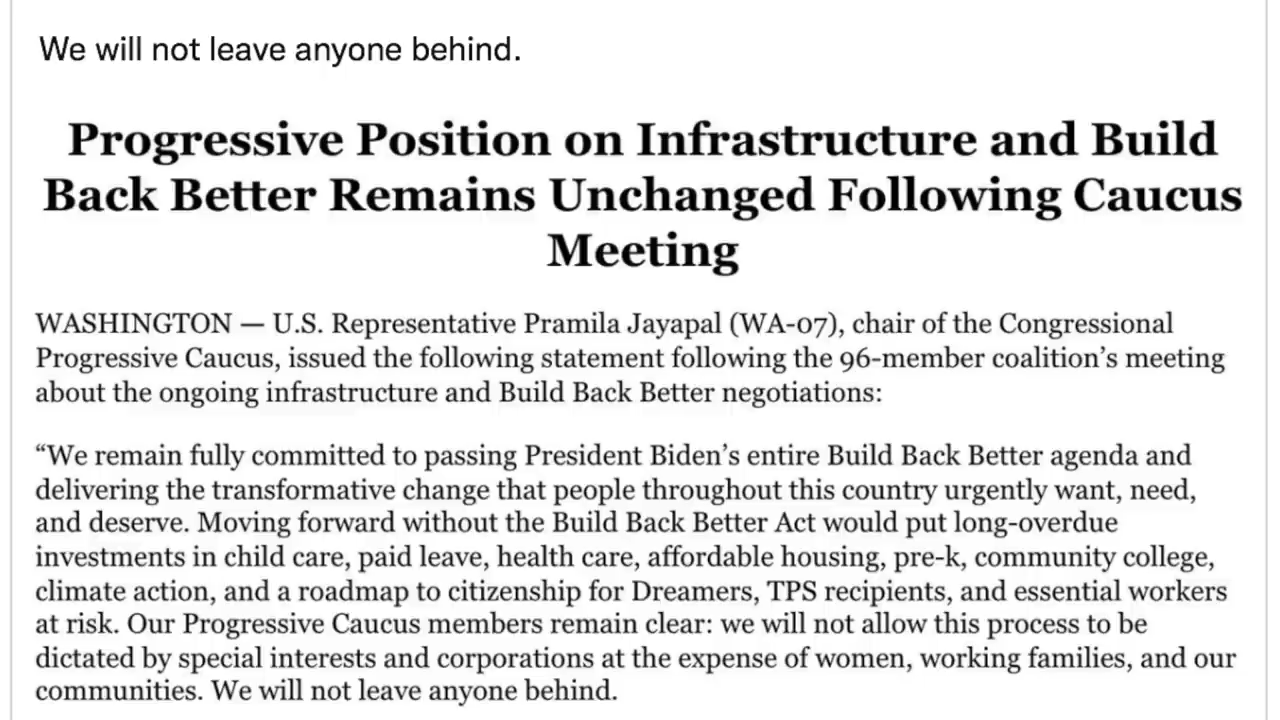 We will not leave anyone behind.
Progressive Position on Infrastructure and Build
Back Better Remains Unchanged Following Caucus
Meeting
WASHINGTON — U.S. Representative Pramila Jayapal (WA-07), chair of the Congressional
Progressive Caucus, issued the following statement following the 96-member coalition’s meeting
about the ongoing infrastructure and Build Back Better negotiations:
“We remain fully committed to passing President Biden’s entire Build Back Better agenda and
delivering the transformative change that people throughout this country urgently want, need,
and deserve. Moving forward without the Build Back Better Act would put long-overdue
investments in child care, paid leave, health care, affordable housing, pre-k, community college,
climate action, and a roadmap to citizenship for Dreamers, TPS recipients, and essential workers
at risk. Our Progressive Caucus members remain clear: we will not allow this process to be
dictated by special interests and corporations at the expense of women, working families, and our
communities. We will not leave anyone behind.